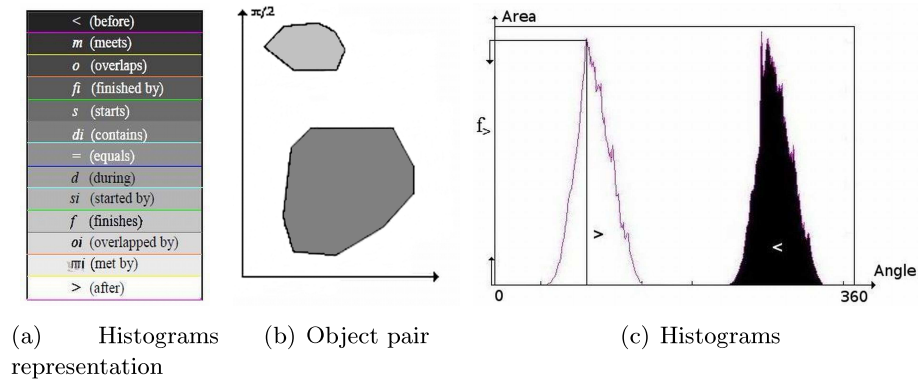 < (before)
m (meets)
o (overlaps)
fi (finished by)
s (starts)
di (contains)
= (equals)
d (during)
si (started by)
f (finishes)
oi (overlapped by)
mi (met by)
> (after)
π/2
Area
f>
>
<
Angle
0
360
(a) Histograms
representation
(b) Object pair
(c) Histograms